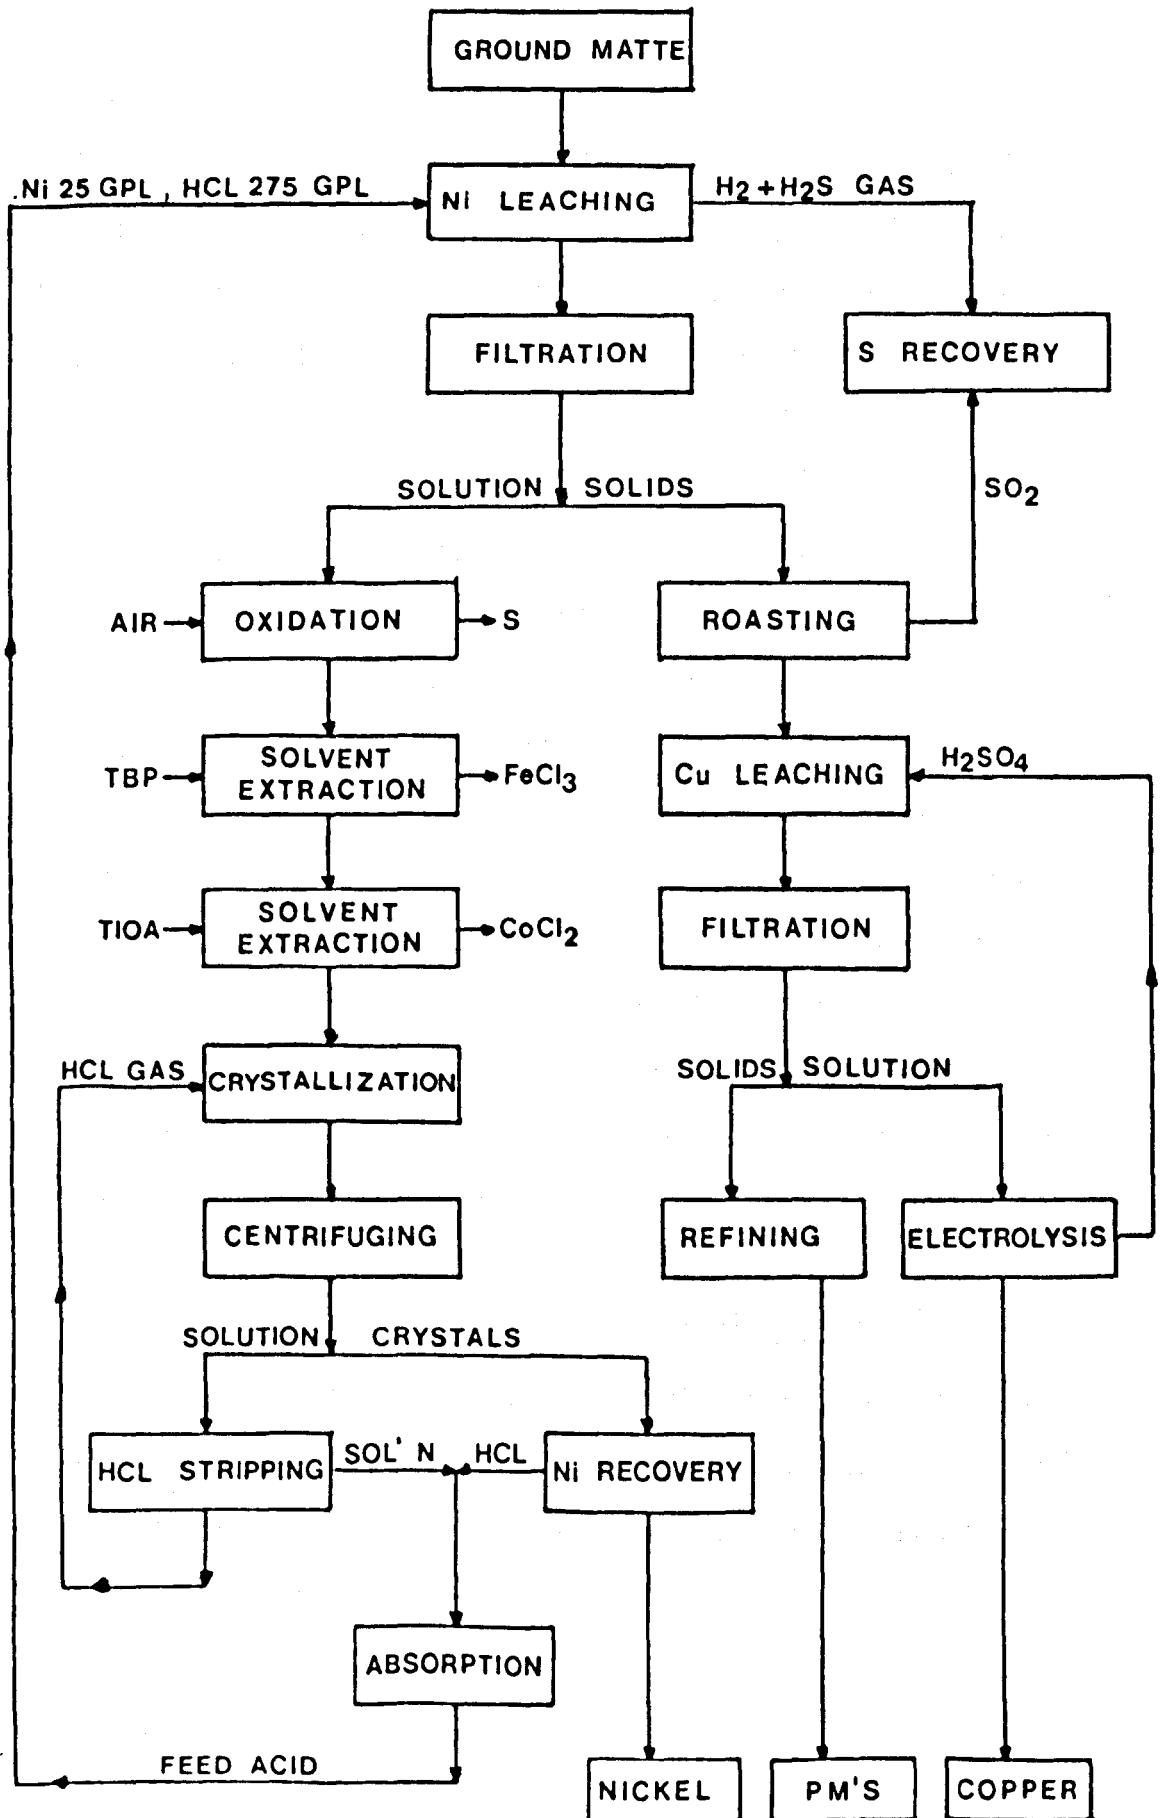 GROUND MATTE
.Ni 25 GPL, HCL 275 GPL
Ni LEACHING
H2+H2S GAS
FILTRATION
S RECOVERY
SOLUTION
SOLIDS
SO2
AIR
OXIDATION
S
ROASTING
TBP
SOLVENT
EXTRACTION
FeCl3
Cu LEACHING
H2SO4
TIOA
SOLVENT
EXTRACTION
CoCl2
FILTRATION
HCL GAS
CRYSTALLIZATION
SOLIDS
SOLUTION
CENTRIFUGING
REFINING
ELECTROLYSIS
SOLUTION
CRYSTALS
HCL STRIPPING
SOL'N
HCL
Ni RECOVERY
ABSORPTION
FEED ACID
NICKEL
PM'S
COPPER